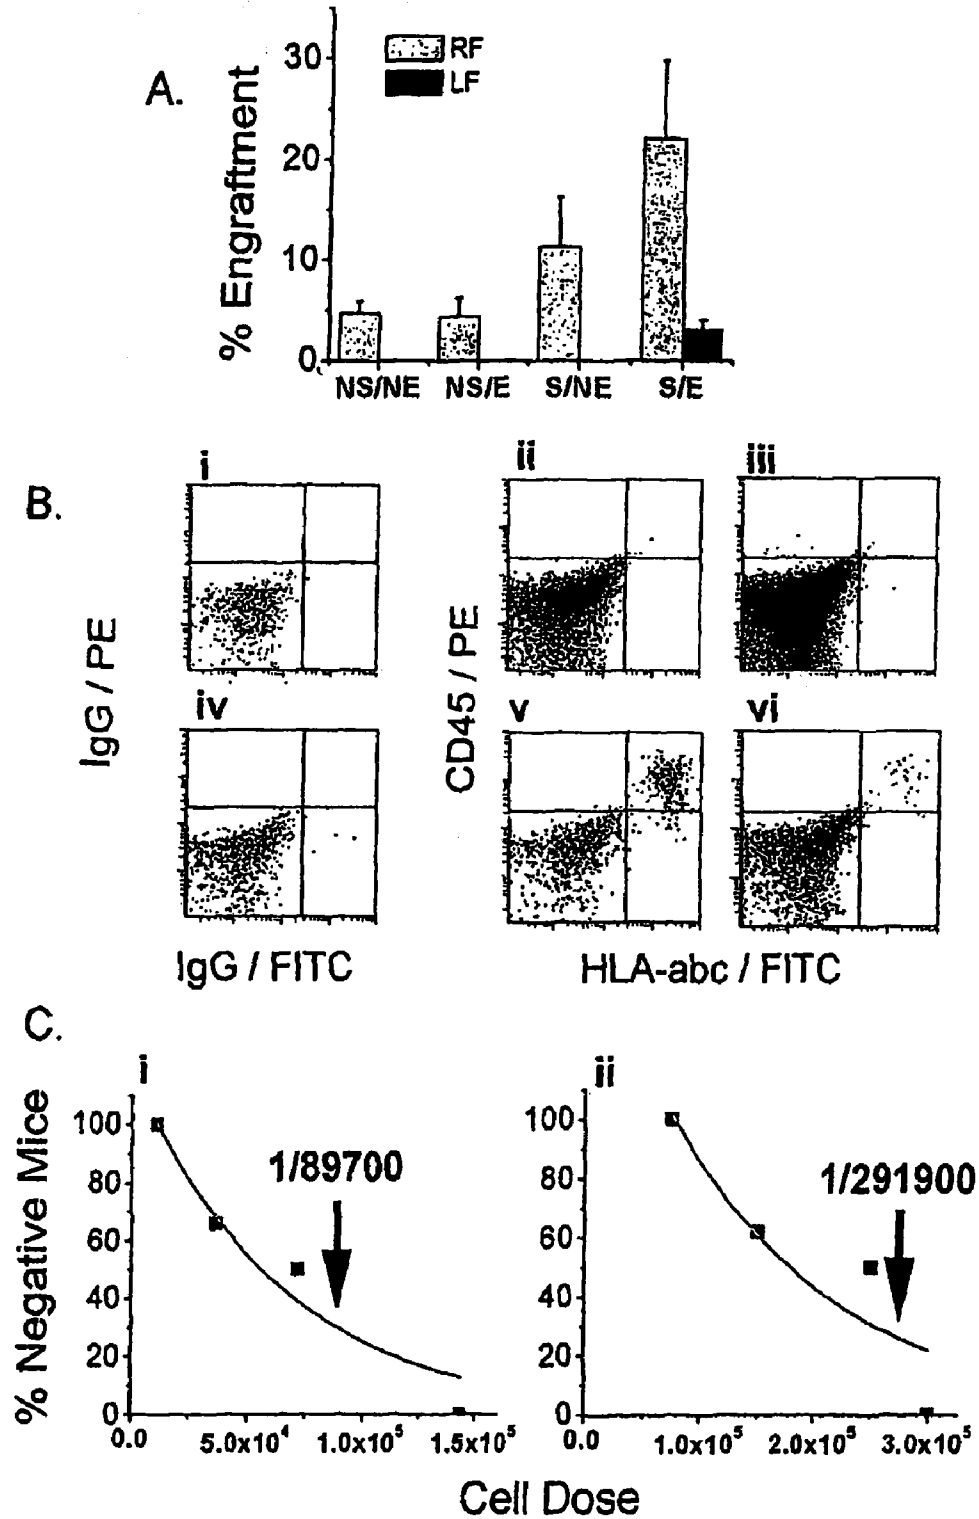 A.
% Engraftment
30
20
10
0
RF
LF
NS/NE NS/E S/NE S/E
B.
i ii iii
IgG / PE
CD45 / PE
iv v vi
IgG / FITC
HLA-abc / FITC
C.
i ii
% Negative Mice
100
80
60
40
20
0
1/89700
0.0 5.0x10⁴ 1.0x10⁵ 1.5x10⁵
100
80
60
40
20
0
1/291900
0.0 1.0x10⁵ 2.0x10⁵ 3.0x10⁵
Cell Dose